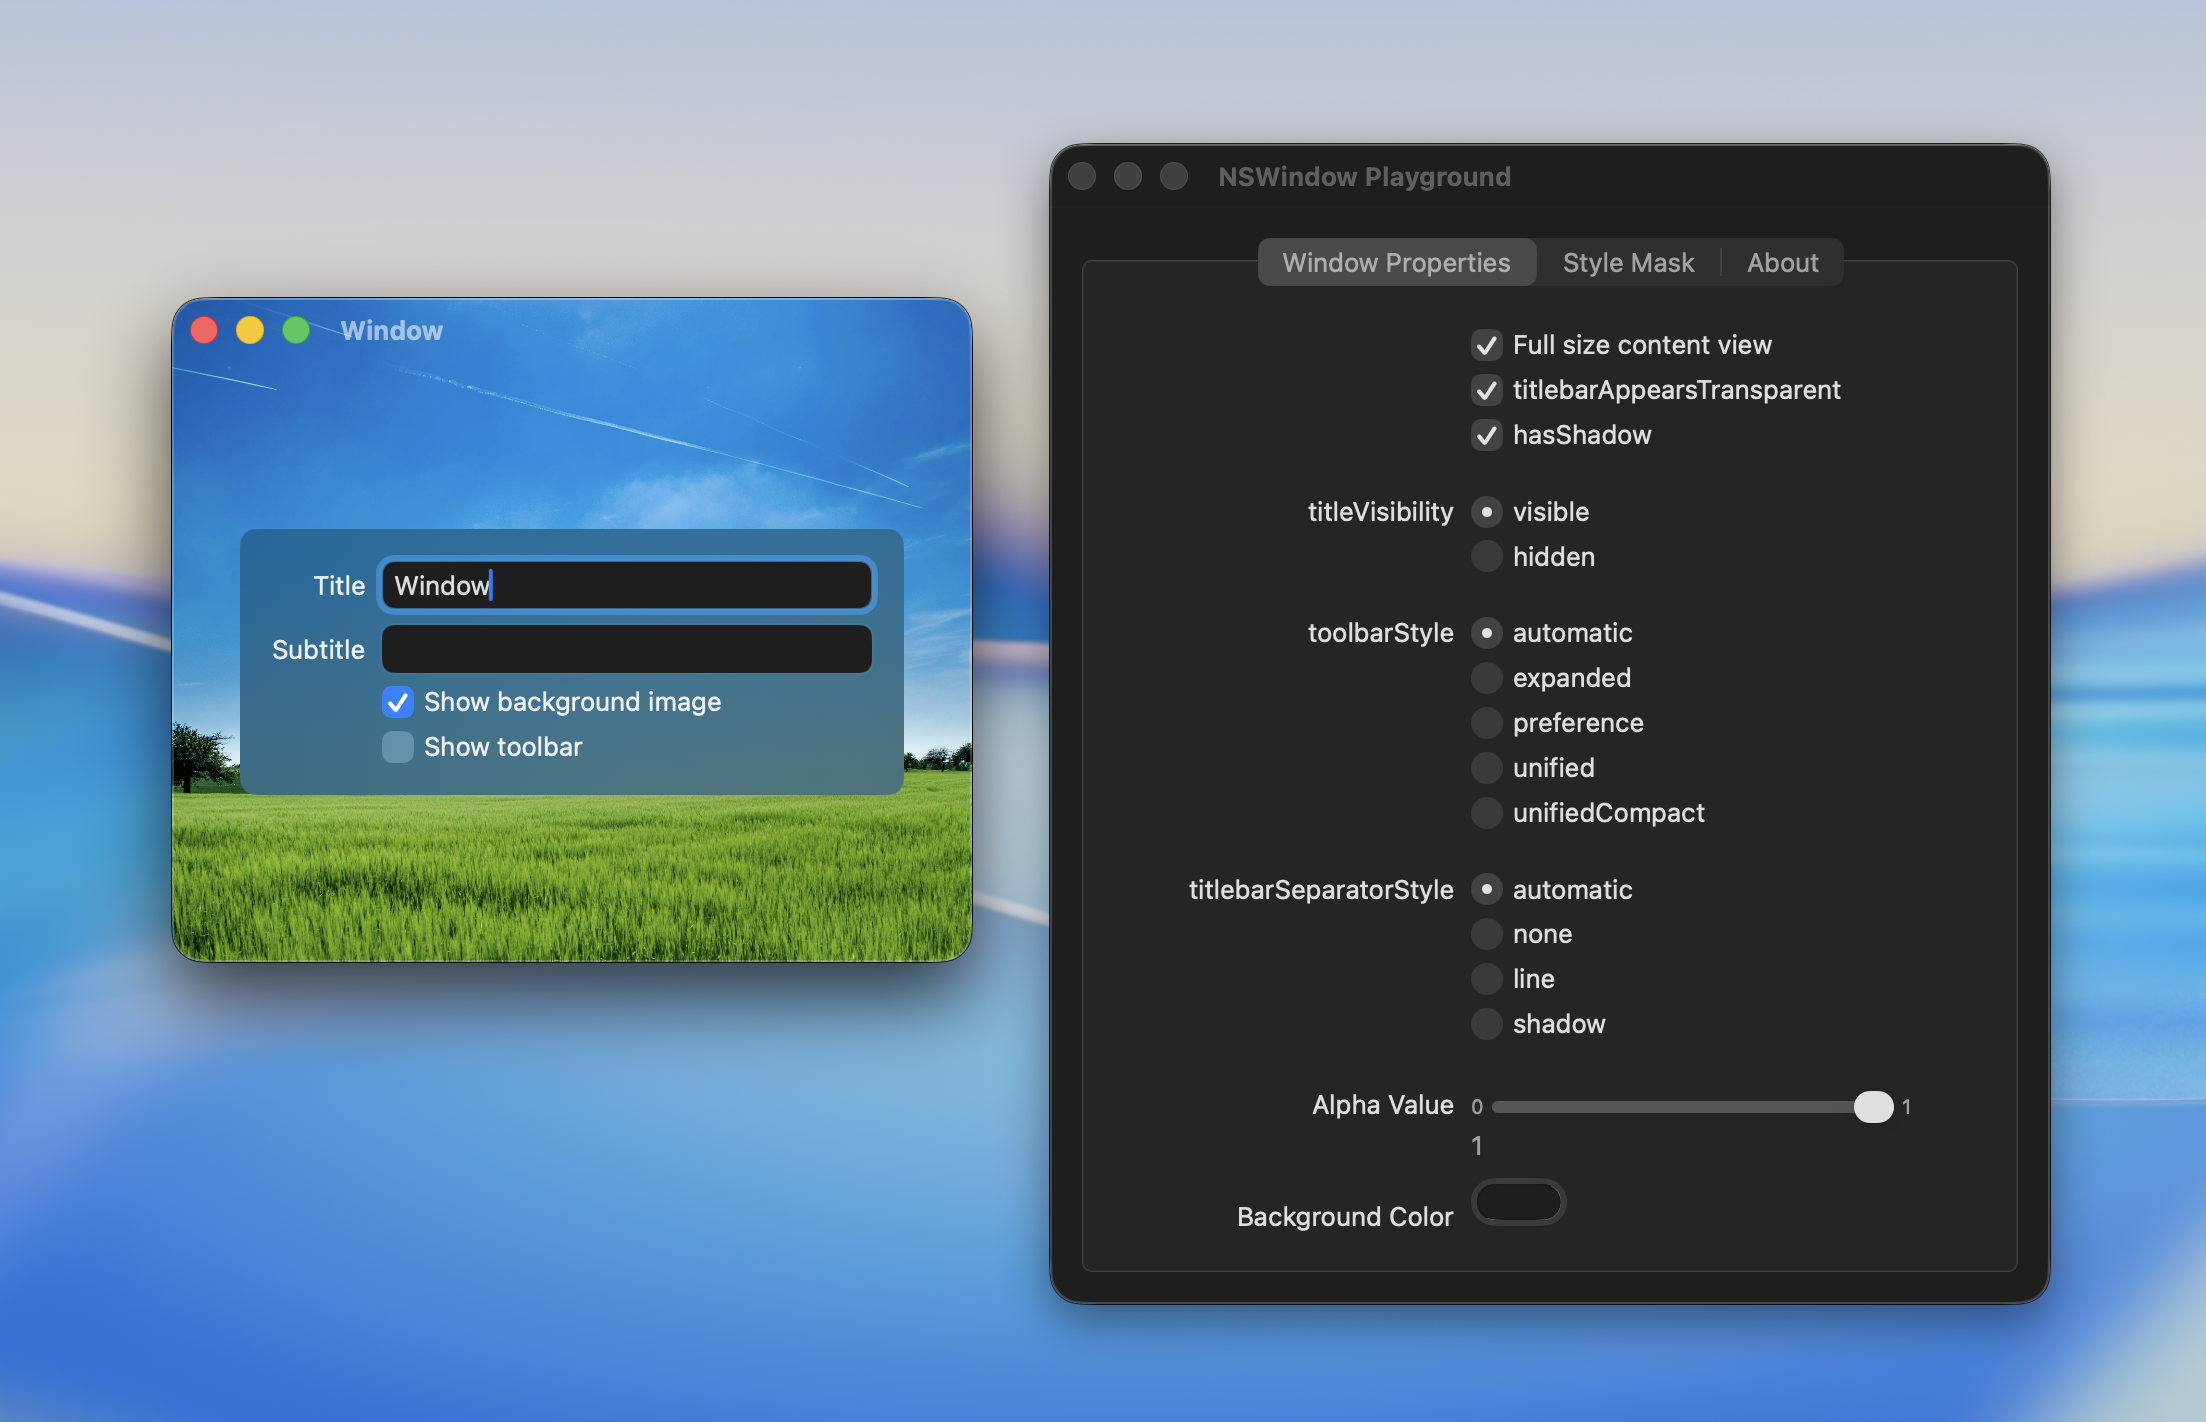 Window
Title Window
Subtitle
Show background image
Show toolbar
NSWindow Playground
Window Properties Style Mask About
Full size content view
titlebarAppearsTransparent
hasShadow
titleVisibility visible
hidden
toolbarStyle automatic
expanded
preference
unified
unifiedCompact
titlebarSeparatorStyle automatic
none
line
shadow
Alpha Value 0 1
1
Background Color